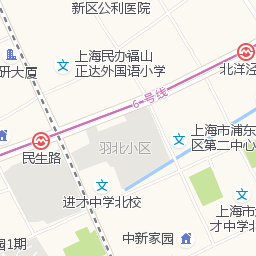 新区公利医院
上海民办福山
正达外国语小学
北洋泾
研大厦
6号线
民生路
羽北小区
上海市浦东
区第二中心
进才中学北校
上海市
才中学北
中新家园
园1期